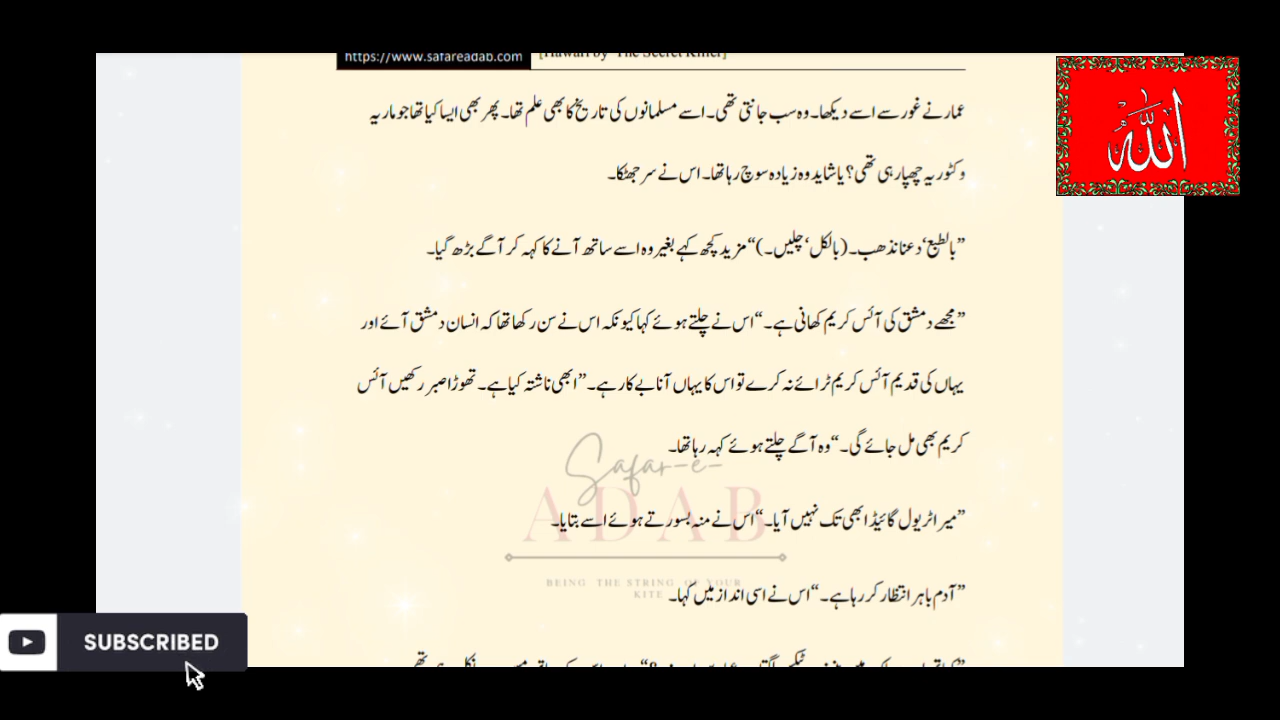 https://www.safareadab.com [Hawari by "The Secret Killer]
عمار نے غور سے اسے دیکھا۔ وہ سب جانتی تھی۔ اسے مسلمانوں کی تاریخ کا بھی علم تھا۔ پھر بھی ایسا کیا تھا جو ماریہ
وکٹوریہ چھپا رہی تھی؟ یا شاید وہ زیادہ سوچ رہا تھا۔ اس نے سر جھٹکا۔
”بالطبع‘ دعنا نذهب۔ (بالکل‘ چلیں۔)“ مزید کچھ کہے بغیر وہ اسے ساتھ آنے کا کہہ کر آگے بڑھ گیا۔
”مجھے دمشق کی آئس کریم کھانی ہے۔“ اس نے چلتے ہوئے کہا کیونکہ اس نے سن رکھا تھا کہ انسان دمشق آئے اور
یہاں کی قدیم آئس کریم ٹرائے نہ کرے تو اس کا یہاں آنا بے کار ہے۔ ”ابھی ناشتہ کیا ہے۔ تھوڑا صبر رکھیں آئس
کریم بھی مل جائے گی۔“ وہ آگے چلتے ہوئے کہہ رہا تھا۔
”میرا ٹریول گائیڈ ابھی تک نہیں آیا۔“ اس نے منہ بسورتے ہوئے اسے بتایا۔
”آدم باہر انتظار کر رہا ہے۔“ اس نے اسی انداز میں کہا۔
الله
Safar-e-
ADAB
BEING THE STRING OF YOUR
KITE
SUBSCRIBED